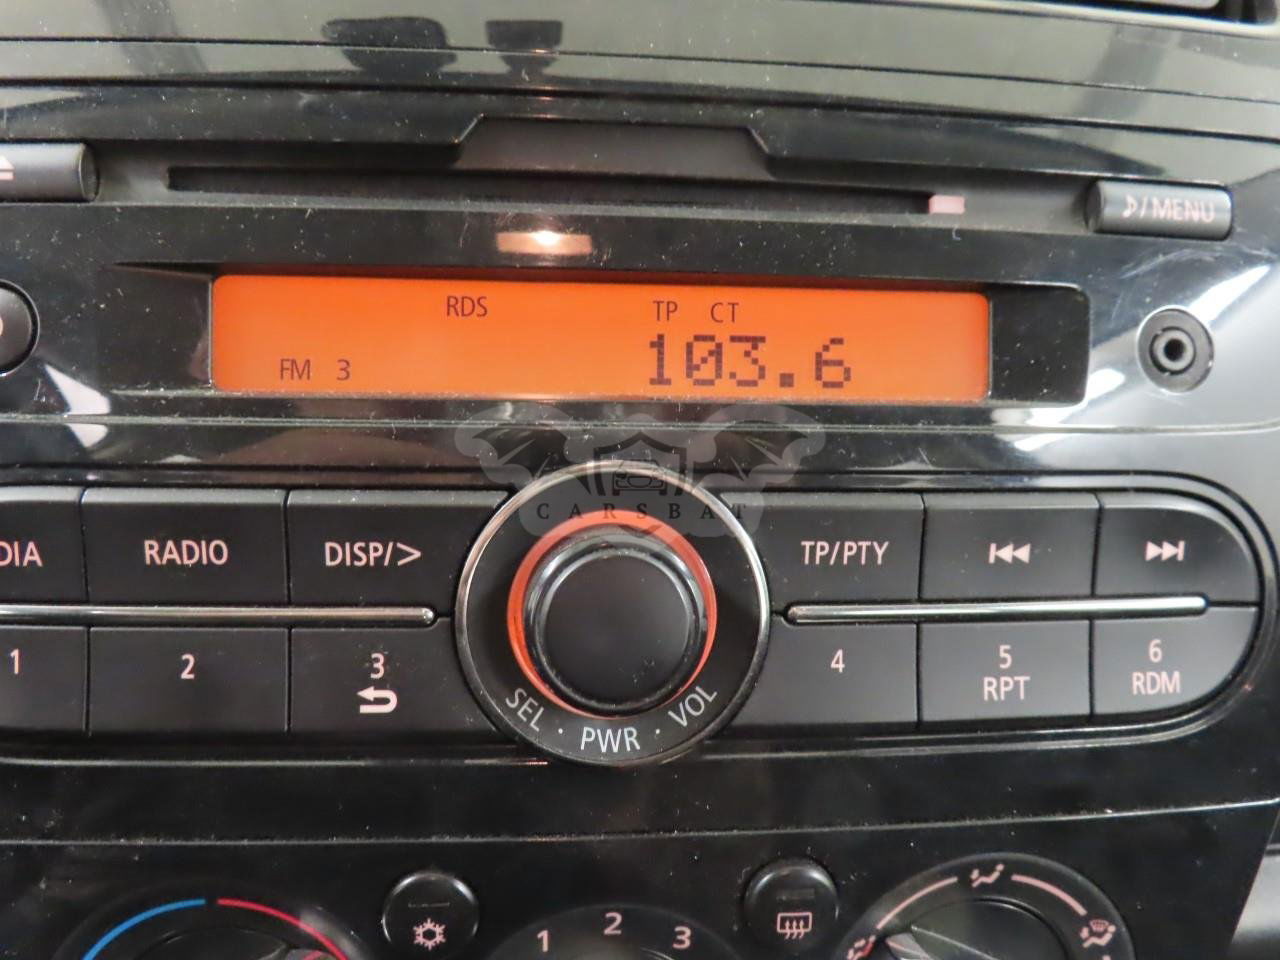 ♪/MENU
RDS TP CT
FM 3 103.6
CARSBAT
DIA RADIO DISP/> TP/PTY
1 2 3 4 5 6
RPT RDM
SEL · PWR · VOL
1 2 3